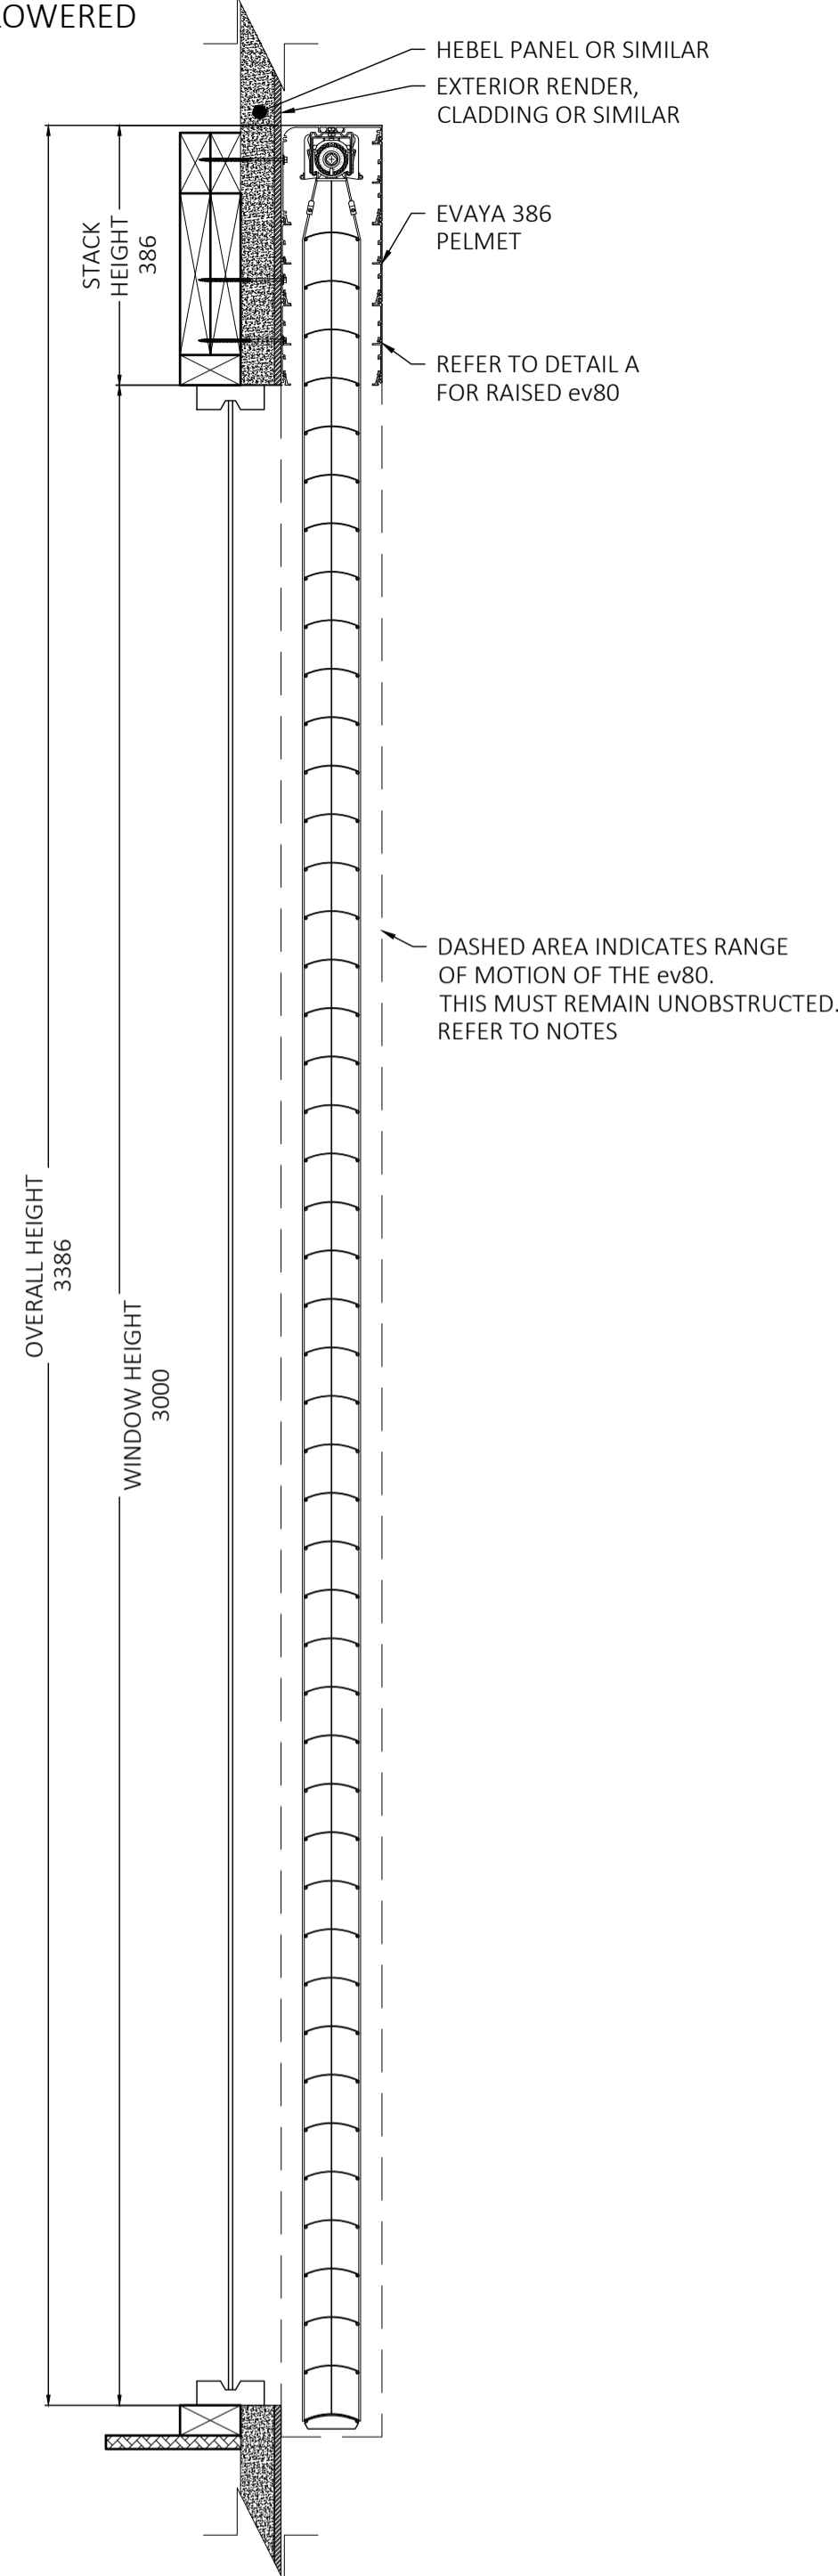 LOWERED
HEBEL PANEL OR SIMILAR
EXTERIOR RENDER,
CLADDING OR SIMILAR
STACK
HEIGHT
386
EVAYA 386
PELMET
REFER TO DETAIL A
FOR RAISED ev80
DASHED AREA INDICATES RANGE
OF MOTION OF THE ev80.
THIS MUST REMAIN UNOBSTRUCTED.
REFER TO NOTES
OVERALL HEIGHT
3386
WINDOW HEIGHT
3000